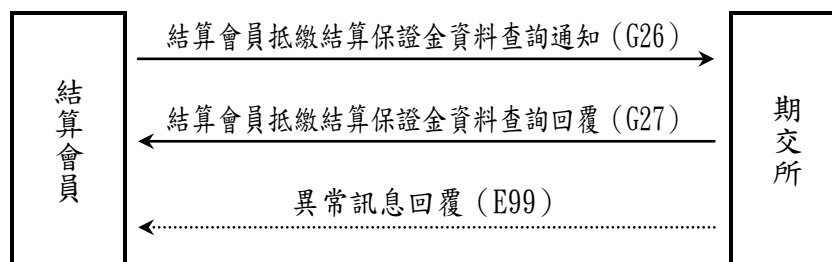 結算會員抵繳結算保證金資料查詢通知（G26）
結算會員
期交所
結算會員抵繳結算保證金資料查詢回覆（G27）
異常訊息回覆（E99）